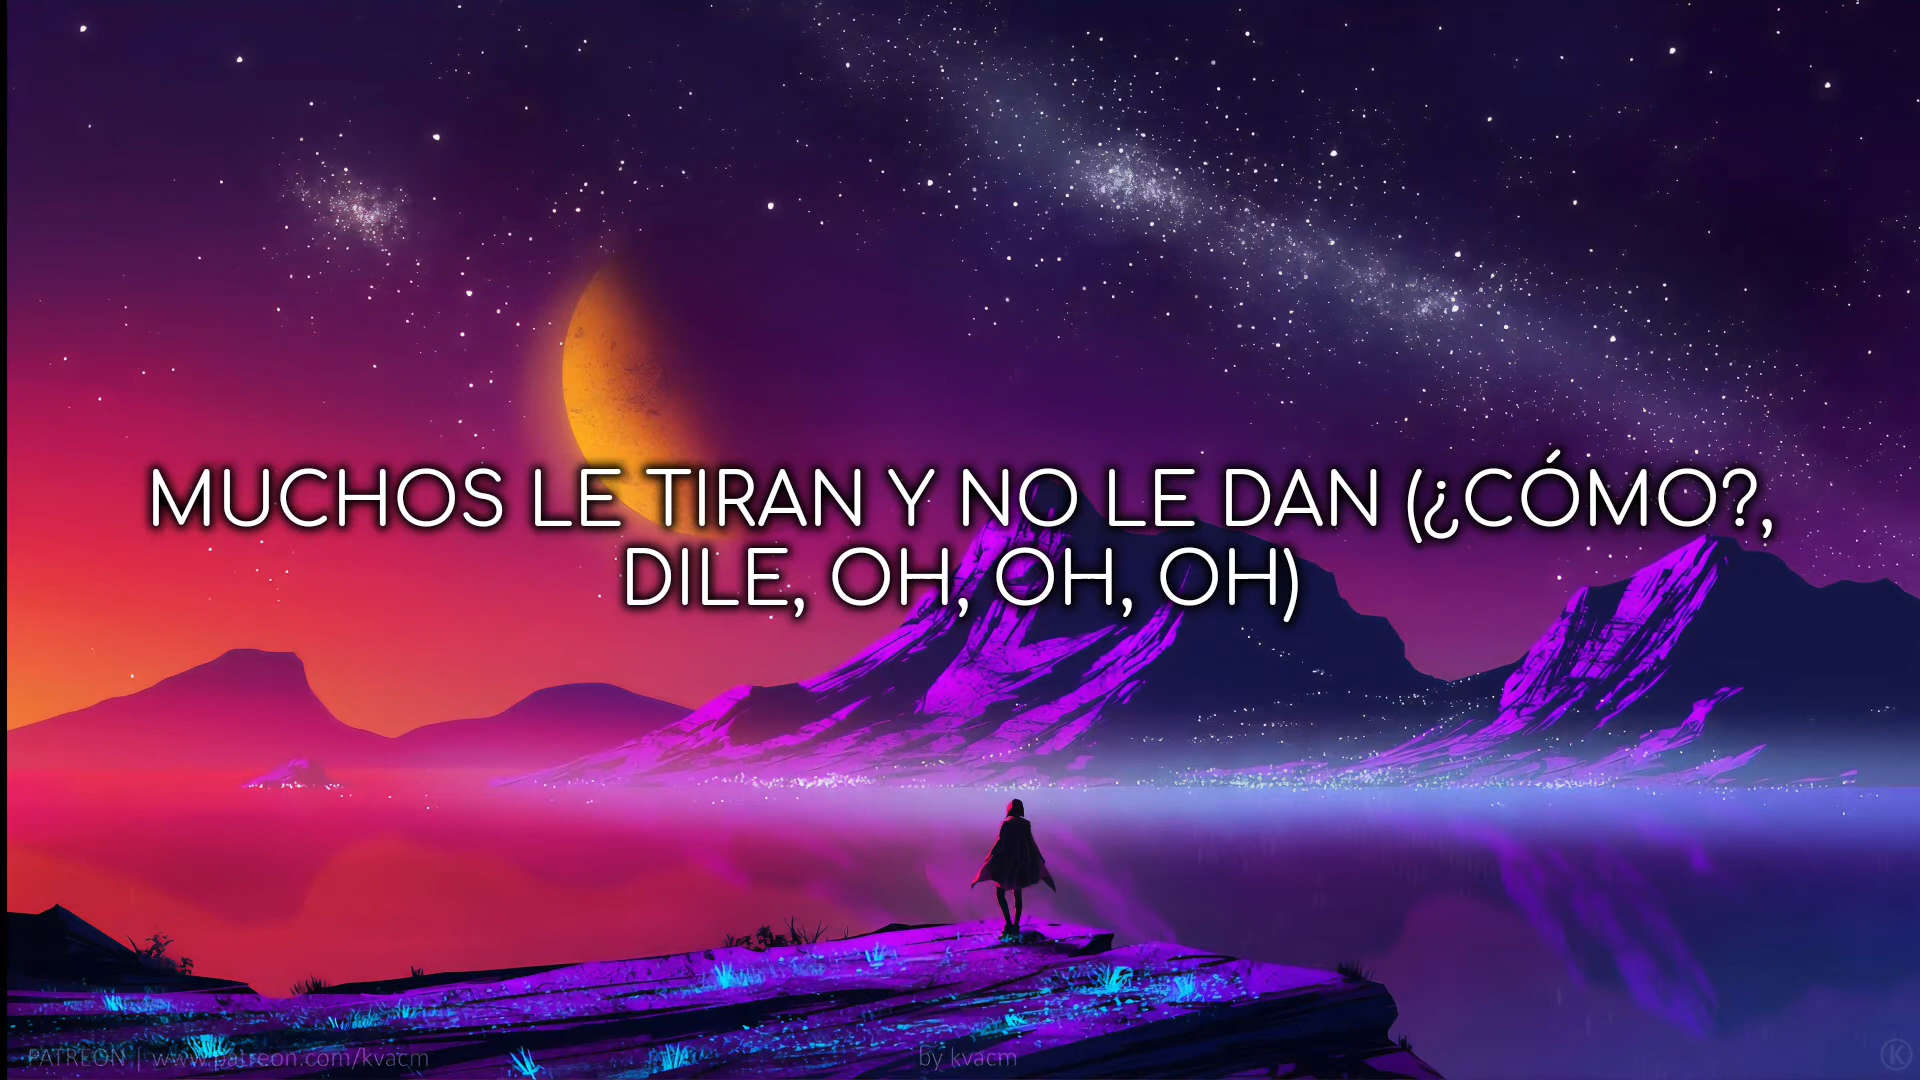 MUCHOS LE TIRAN Y NO LE DAN (¿CÓMO?,
DILE, OH, OH, OH)
PATREON | www.patreon.com/kvacm
by kvacm
K